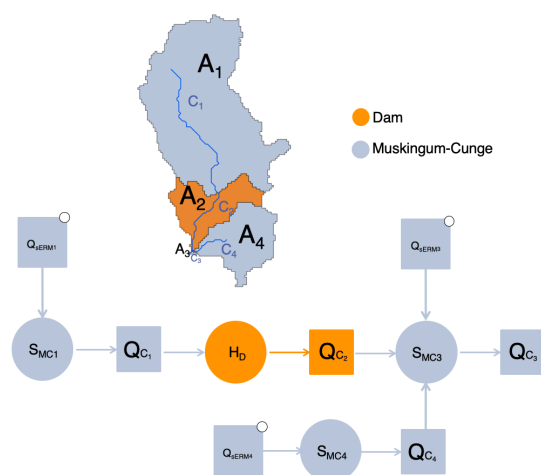 A1
C1
Dam
Muskingum-Cunge
A2
C2
A4
A3
C3
C4
QsERM1
QsERM3
SMC1
QC1
HD
QC2
SMC3
QC3
QsERM4
SMC4
QC4